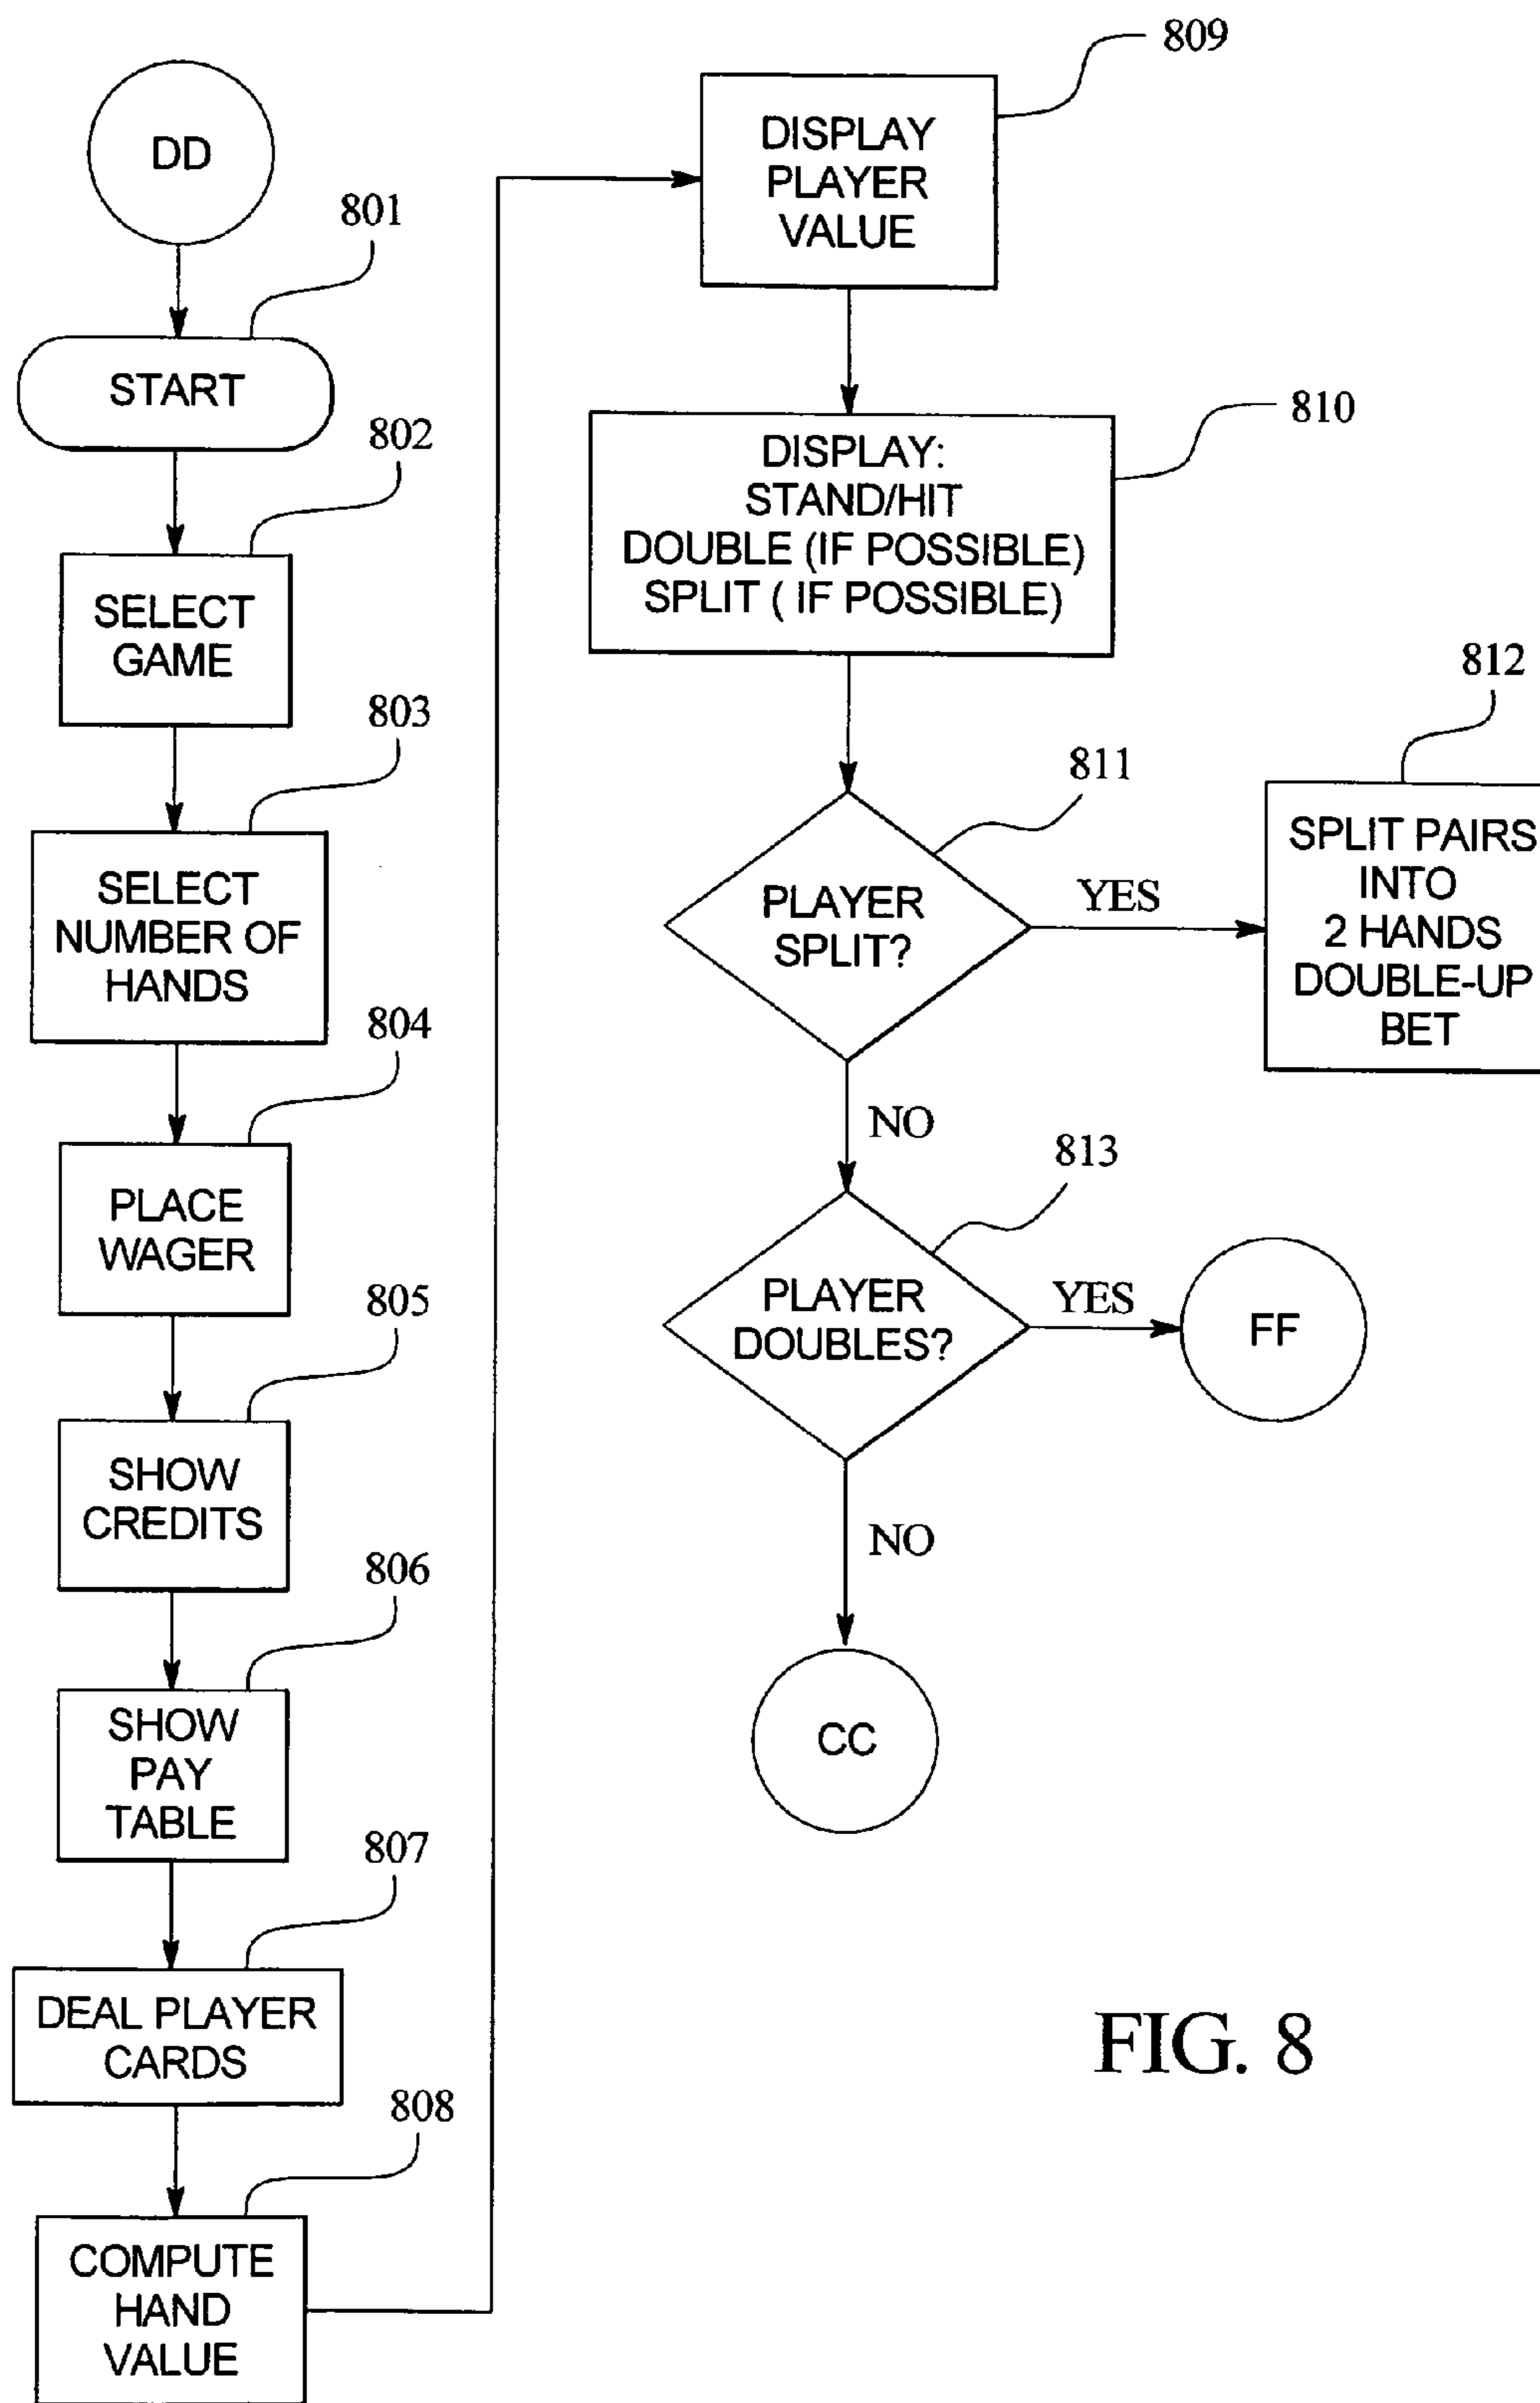 DD
801
START
802
SELECT
GAME
803
SELECT
NUMBER OF
HANDS
804
PLACE
WAGER
805
SHOW
CREDITS
806
SHOW
PAY
TABLE
807
DEAL PLAYER
CARDS
808
COMPUTE
HAND
VALUE
809
DISPLAY
PLAYER
VALUE
810
DISPLAY:
STAND/HIT
DOUBLE (IF POSSIBLE)
SPLIT ( IF POSSIBLE)
811
PLAYER
SPLIT?
YES
812
SPLIT PAIRS
INTO
2 HANDS
DOUBLE-UP
BET
NO
813
PLAYER
DOUBLES?
YES
FF
NO
CC
FIG. 8